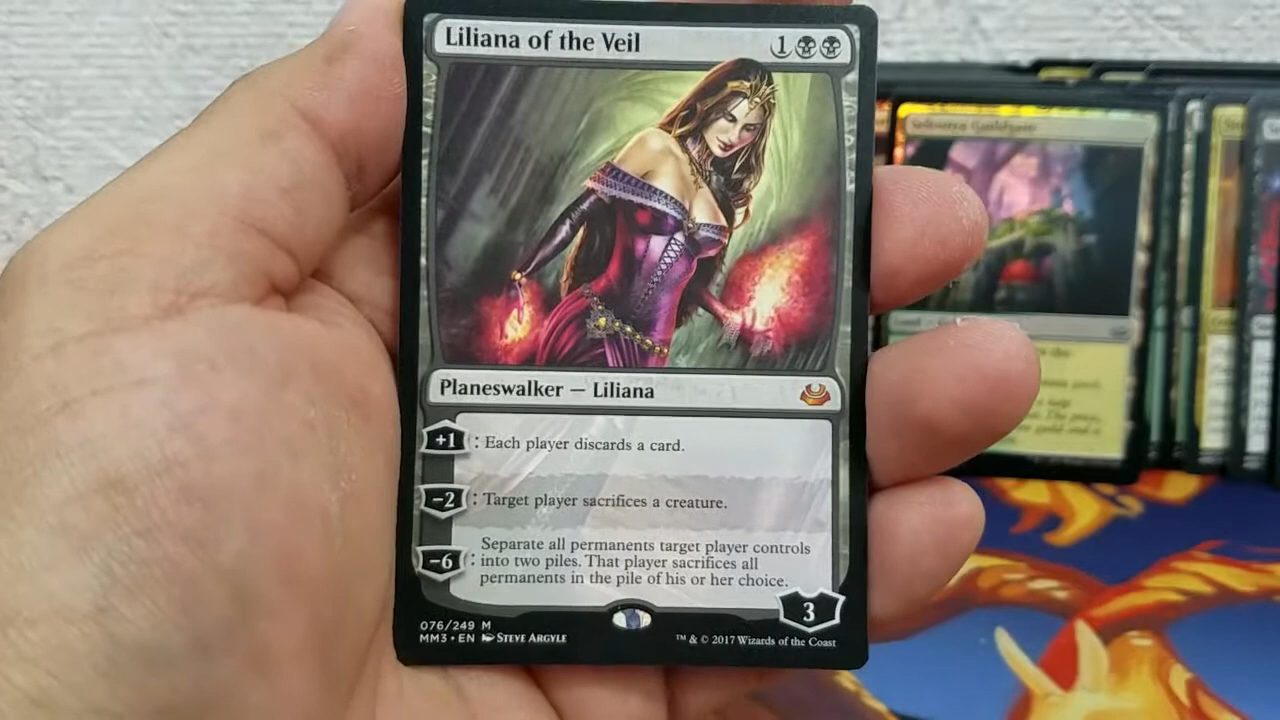 Liliana of the Veil 1
Planeswalker — Liliana
+1 : Each player discards a card.
−2 : Target player sacrifices a creature.
Separate all permanents target player controls
−6 : into two piles. That player sacrifices all
permanents in the pile of his or her choice.
3
076/249 M
MM3 • EN Steve Argyle
™ & © 2017 Wizards of the Coast